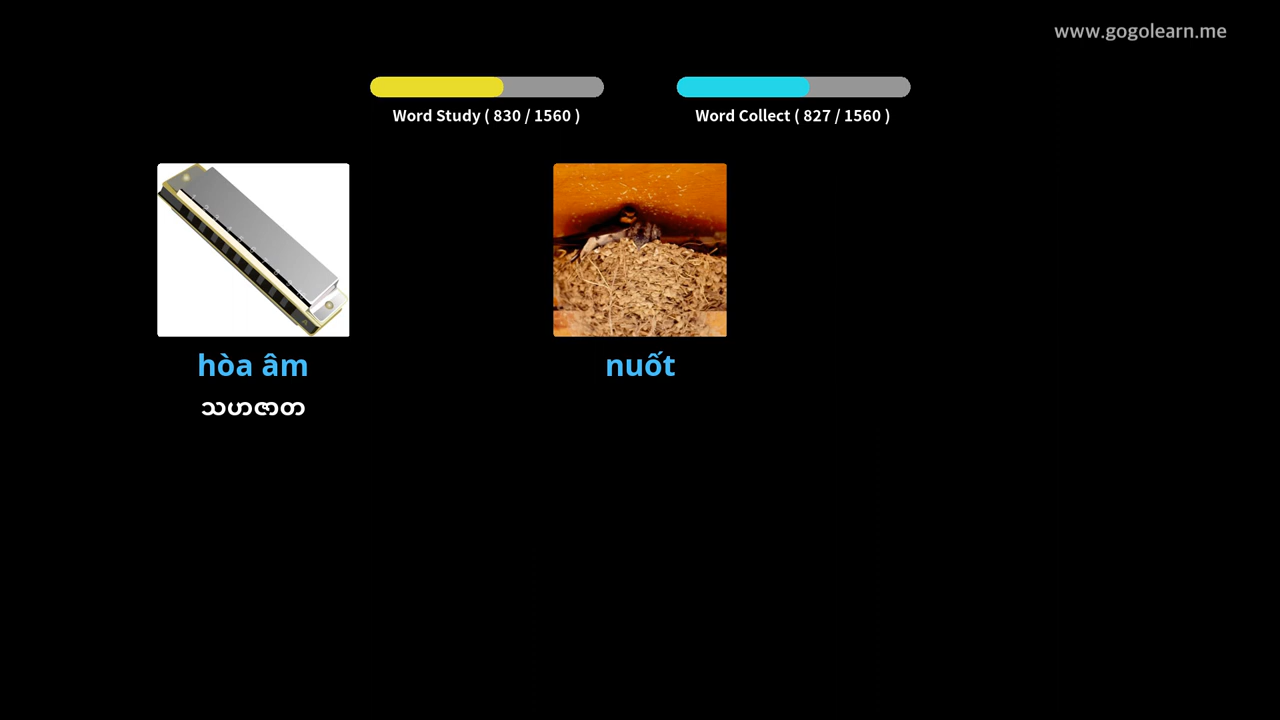 www.gogolearn.me
Word Study ( 830 / 1560 )
Word Collect ( 827 / 1560 )
hòa âm
nuốt
သဟဇာတ